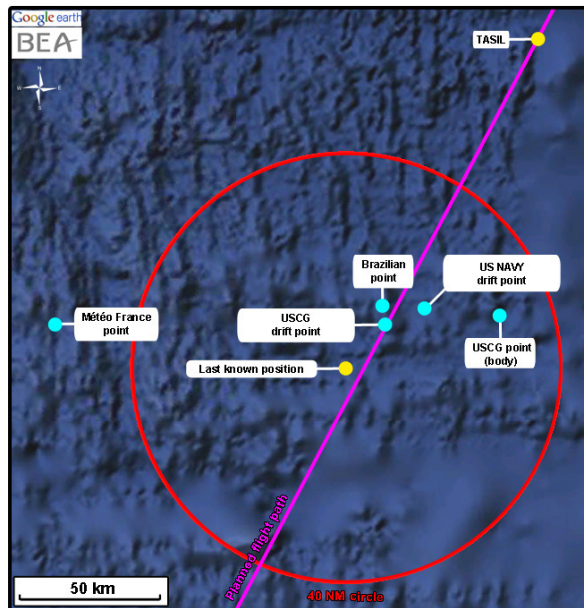 Google earth
BEA
N
W E
S
TASIL
Brazilian
point
US NAVY
drift point
Météo France
point
USCG
drift point
USCG point
(body)
Last known position
Planned flight path
50 km
40 NM circle